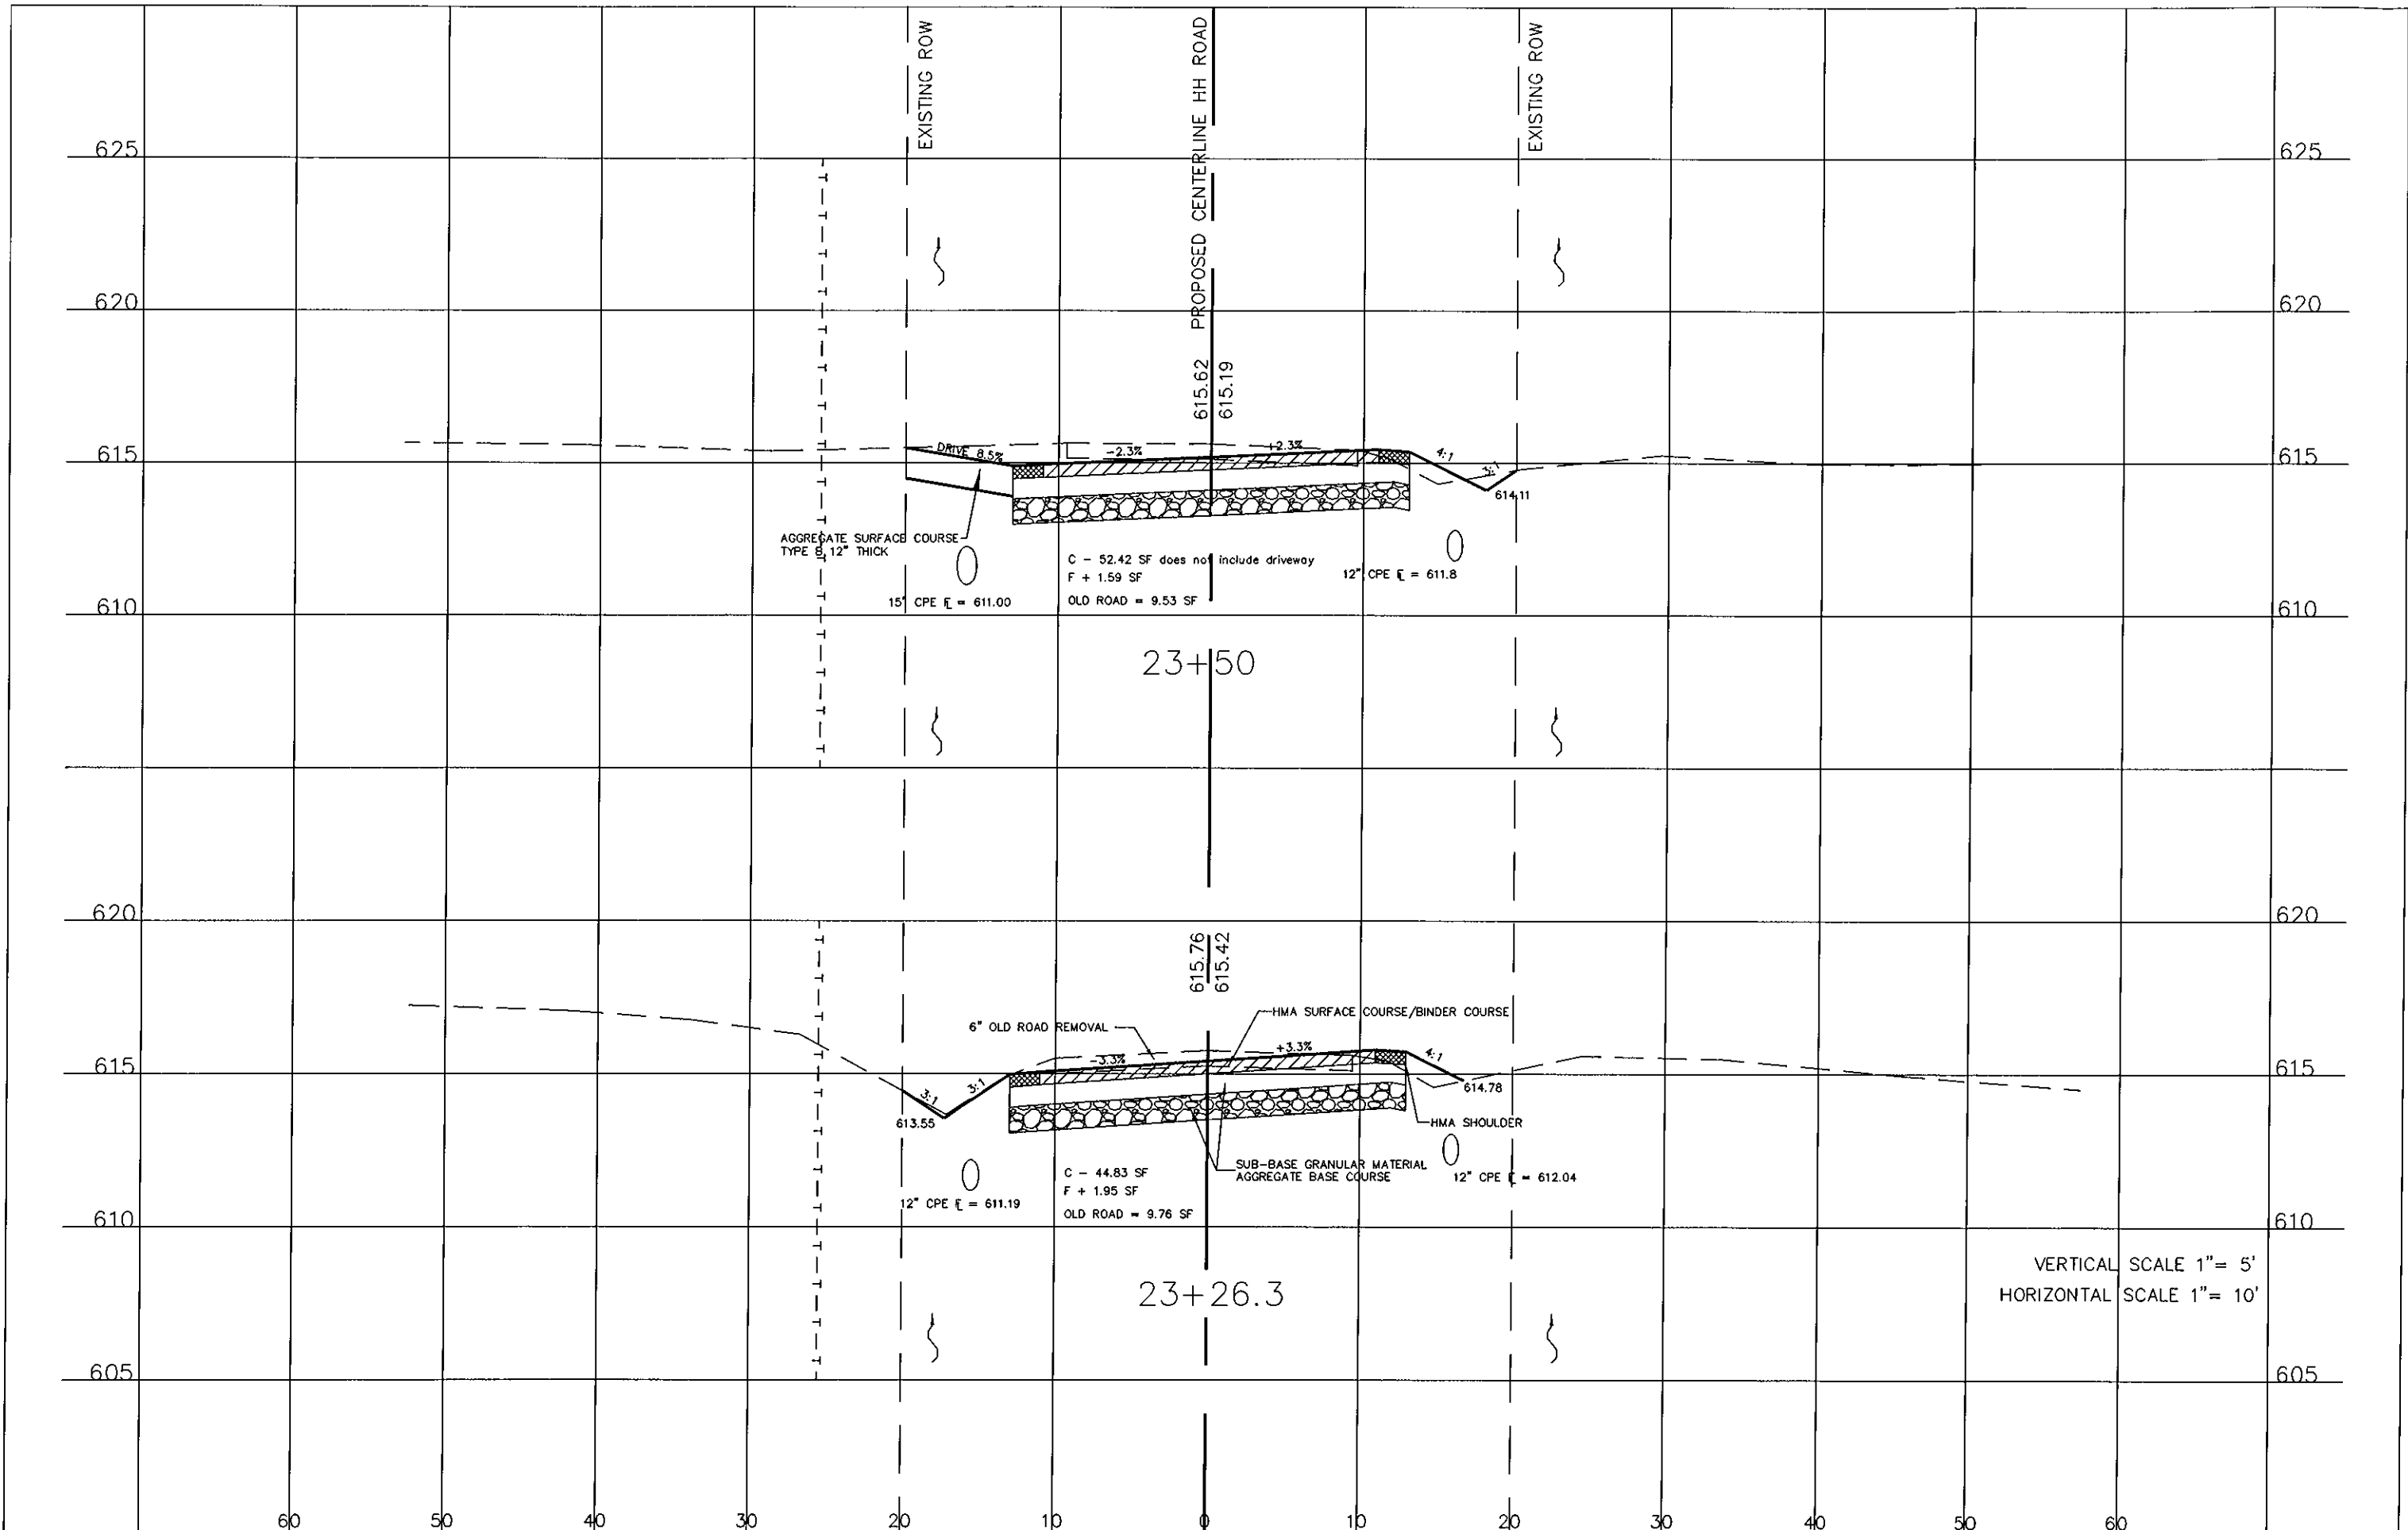 EXISTING ROW
PROPOSED CENTERLINE HH ROAD
EXISTING ROW
625
625
620
620
615.62
615.19
DRIVE 8.5%
-2.3%
+2.3%
4:1
3:1
615
615
614.11
AGGREGATE SURFACE COURSE
TYPE B 12" THICK
C - 52.42 SF does not include driveway
F + 1.59 SF
OLD ROAD = 9.53 SF
15" CPE FL = 611.00
12" CPE FL = 611.8
610
610
23+50
620
620
615.76
615.42
HMA SURFACE COURSE/BINDER COURSE
6" OLD ROAD REMOVAL
-3.3%
+3.3%
4:1
615
615
3:1
3:1
614.78
613.55
HMA SHOULDER
SUB-BASE GRANULAR MATERIAL
AGGREGATE BASE COURSE
C - 44.83 SF
F + 1.95 SF
OLD ROAD = 9.76 SF
12" CPE FL = 611.19
12" CPE FL = 612.04
610
610
VERTICAL SCALE 1"= 5'
HORIZONTAL SCALE 1"= 10'
23+26.3
605
605
60
50
40
30
20
10
0
10
20
30
40
50
60